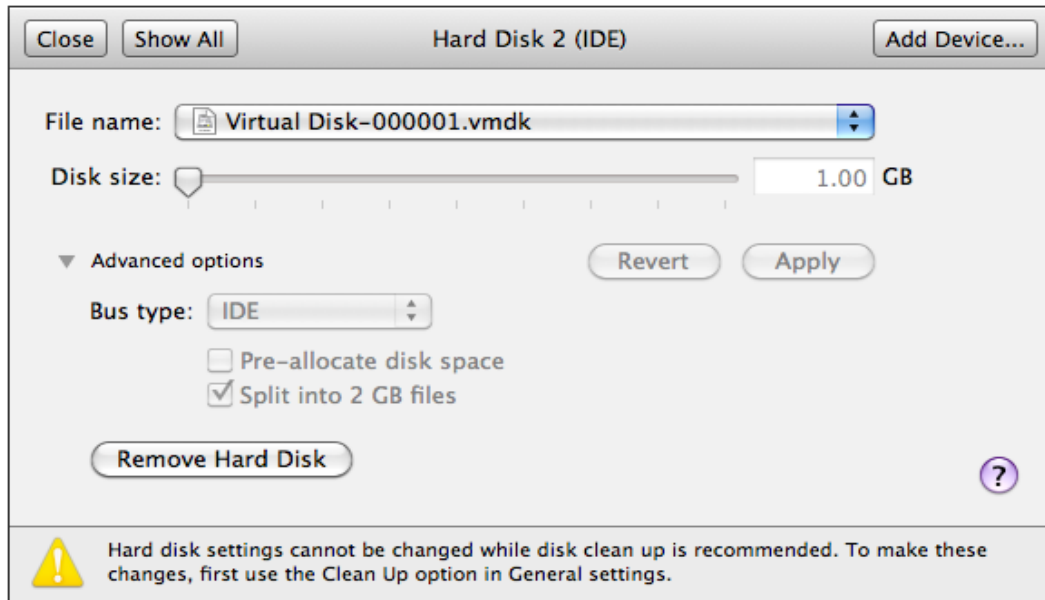 Close Show All Hard Disk 2 (IDE) Add Device...
File name: Virtual Disk-000001.vmdk
Disk size: 1.00 GB
Advanced options Revert Apply
Bus type: IDE
Pre-allocate disk space
Split into 2 GB files
Remove Hard Disk
?
Hard disk settings cannot be changed while disk clean up is recommended. To make these
changes, first use the Clean Up option in General settings.